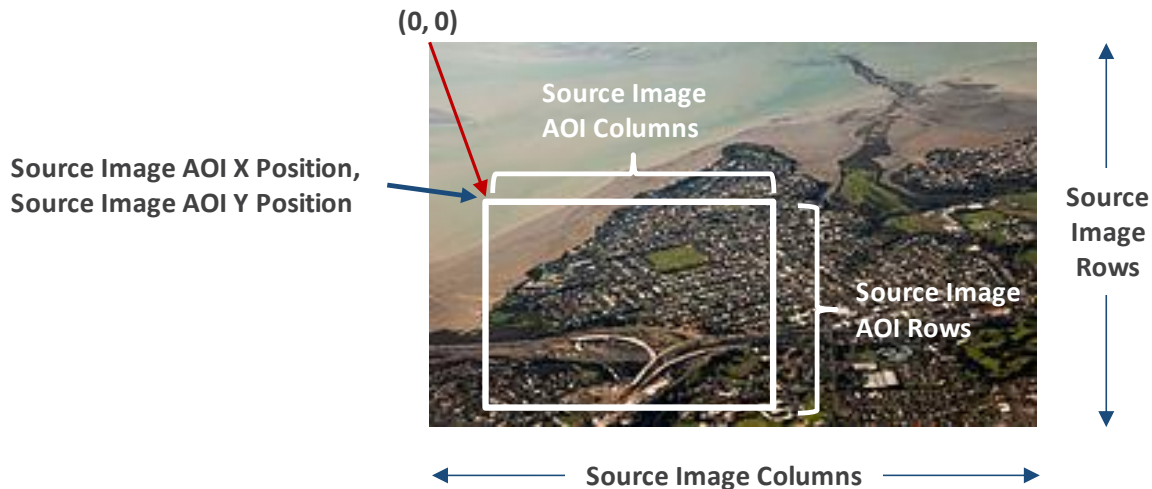 (0, 0)
Source Image
AOI Columns
Source Image AOI X Position,
Source Image AOI Y Position
Source
Image
Rows
Source Image
AOI Rows
Source Image Columns